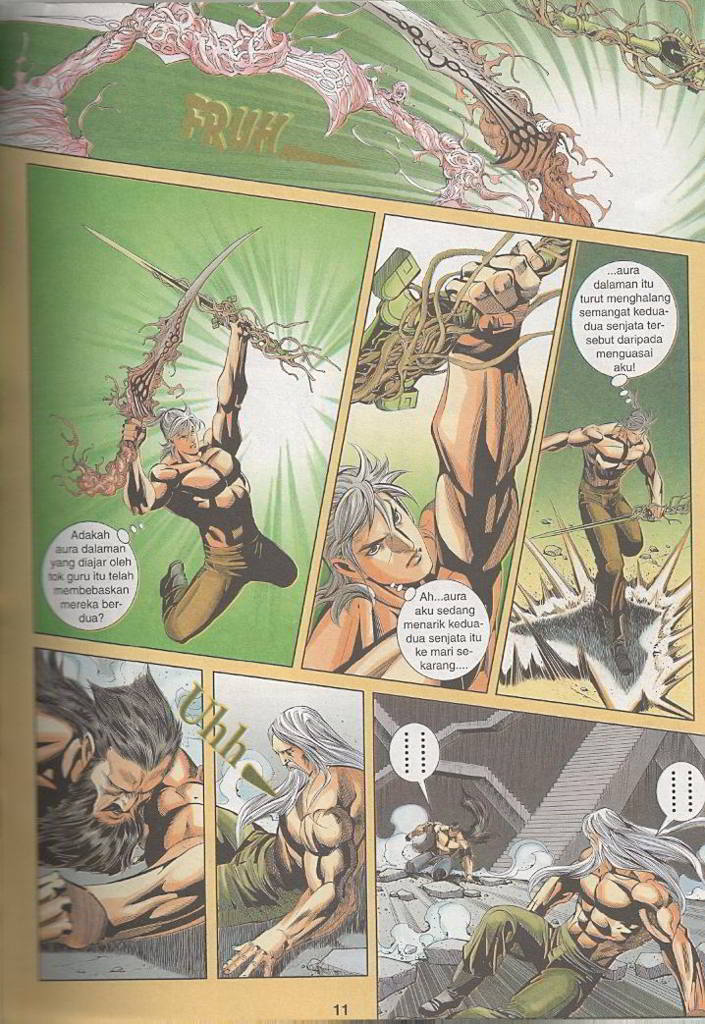 FRUH...
Adakah
aura dalaman
yang diajar oleh
tok guru itu telah
membebaskan
mereka ber-
dua?
Ah...aura
aku sedang
menarik kedua-
dua senjata itu
ke mari se-
karang....
...aura
dalaman itu
turut menghalang
semangat kedua-
dua senjata ter-
sebut daripada
menguasai
aku!
Uhh
11